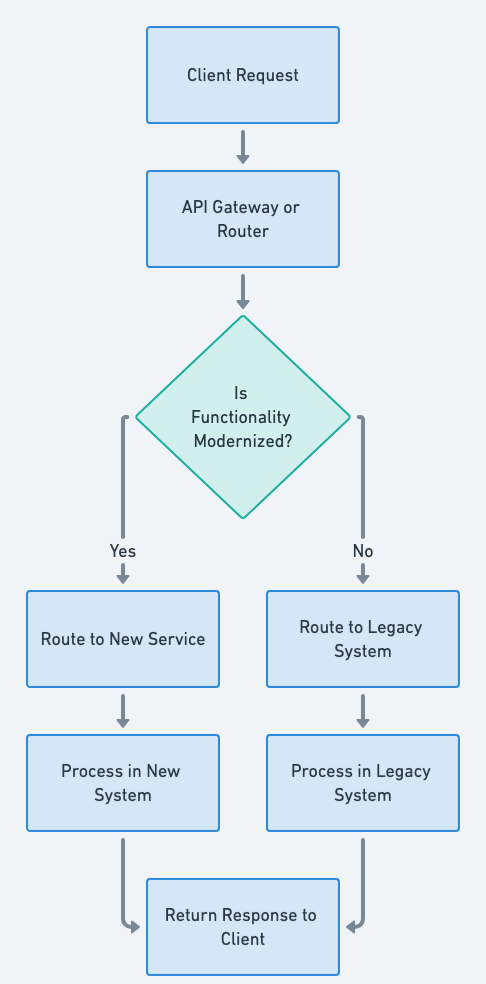 Client Request
API Gateway or
Router
Is
Functionality
Modernized?
Yes
No
Route to New Service
Route to Legacy
System
Process in New
System
Process in Legacy
System
Return Response to
Client